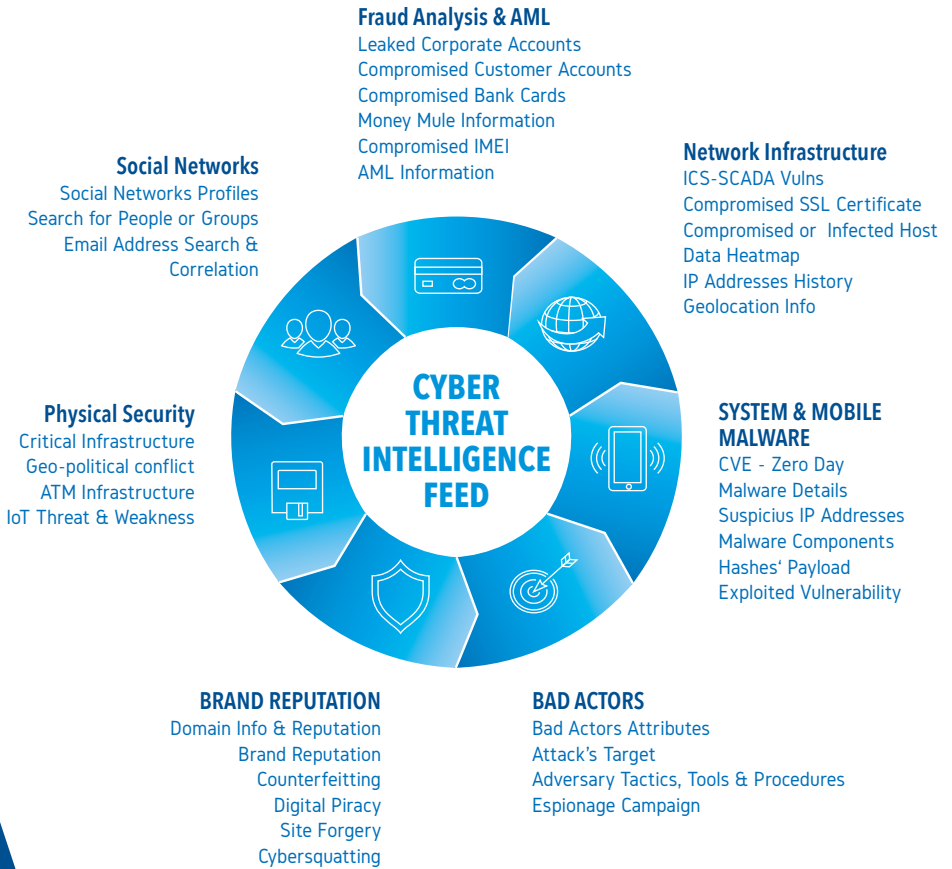 Fraud Analysis & AML
Leaked Corporate Accounts
Compromised Customer Accounts
Compromised Bank Cards
Money Mule Information
Compromised IMEI
AML Information
Social Networks
Social Networks Profiles
Search for People or Groups
Email Address Search &
Correlation
Network Infrastructure
ICS-SCADA Vulns
Compromised SSL Certificate
Compromised or Infected Host
Data Heatmap
IP Addresses History
Geolocation Info
CYBER
THREAT
INTELLIGENCE
FEED
Physical Security
Critical Infrastructure
Geo-political conflict
ATM Infrastructure
IoT Threat & Weakness
SYSTEM & MOBILE
MALWARE
CVE - Zero Day
Malware Details
Suspicius IP Addresses
Malware Components
Hashes‘ Payload
Exploited Vulnerability
BRAND REPUTATION
Domain Info & Reputation
Brand Reputation
Counterfeitting
Digital Piracy
Site Forgery
Cybersquatting
BAD ACTORS
Bad Actors Attributes
Attack's Target
Adversary Tactics, Tools & Procedures
Espionage Campaign